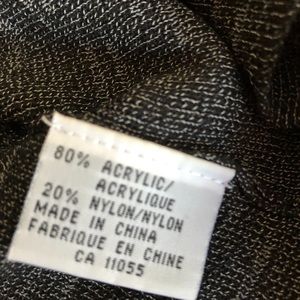 80% ACRYLIC/
ACRYLIQUE
20% NYLON/NYLON
MADE IN CHINA
FABRIQUE EN CHINE
CA 11055